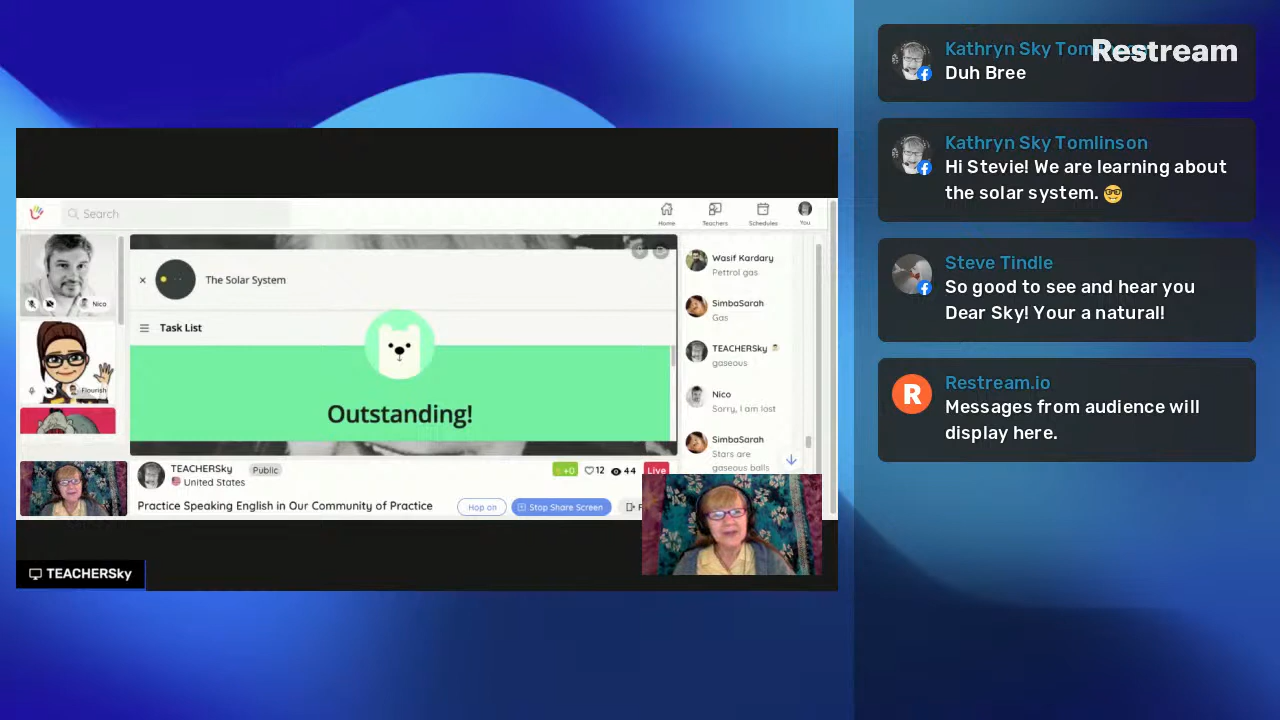 Search
Home
Teachers
Schedules
You
Nico
Flourish
The Solar System
Task List
Outstanding!
Wasif Kardary
Pettrol gas
SimbaSarah
Gas
TEACHERSky
gaseous
Nico
Sorry, I am lost
SimbaSarah
Stars are
gaseous balls
TEACHERSky
Public
United States
+0
12
44
Live
Practice Speaking English in Our Community of Practice
Hop on
Stop Share Screen
TEACHERSky
Restream
Kathryn Sky
Duh Bree
Kathryn Sky Tomlinson
Hi Stevie! We are learning about
the solar system. 🤓
Steve Tindle
So good to see and hear you
Dear Sky! Your a natural!
R
Restream.io
Messages from audience will
display here.